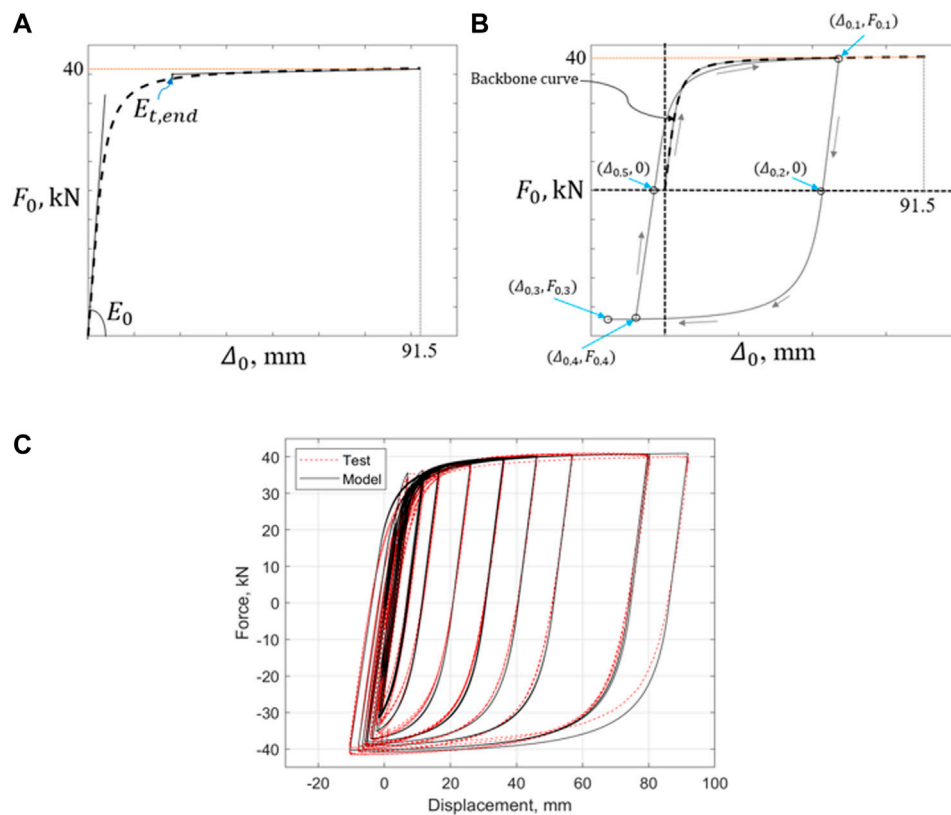 A
40
E_{t,end}
F_0, kN
E_0
Δ_0, mm
91.5
B
(Δ_{0,1}, F_{0,1})
40
Backbone curve
(Δ_{0,5}, 0)
(Δ_{0,2}, 0)
F_0, kN
91.5
(Δ_{0,3}, F_{0,3})
(Δ_{0,4}, F_{0,4})
Δ_0, mm
C
Test
Model
40
30
20
10
0
-10
-20
-30
-40
Force, kN
-20 0 20 40 60 80 100
Displacement, mm